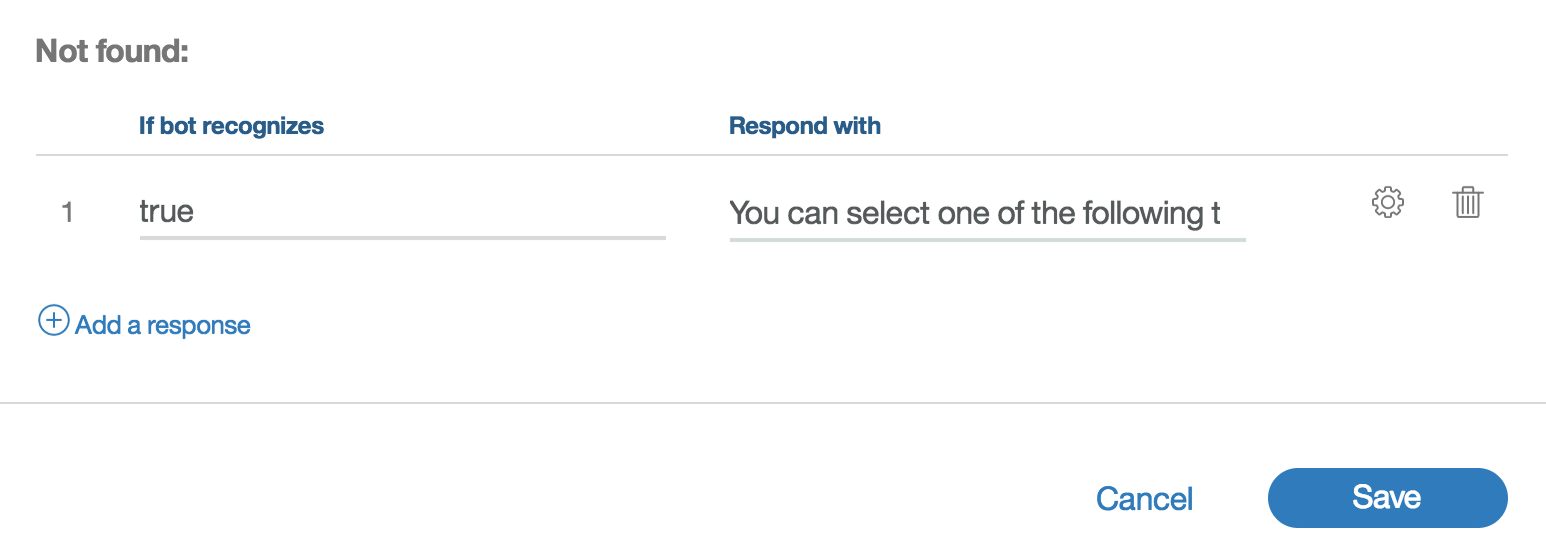 Not found:
If bot recognizes Respond with
1 true You can select one of the following t
Add a response
Cancel Save